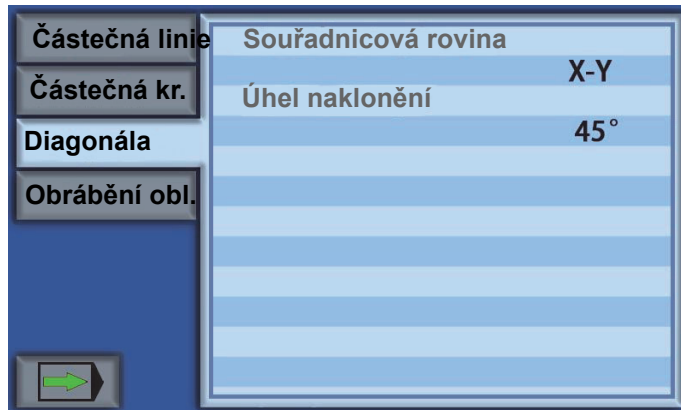 Částečná linie
Částečná kr.
Diagonála
Obrábění obl.
Souřadnicová rovina
X-Y
Úhel naklonění
45°